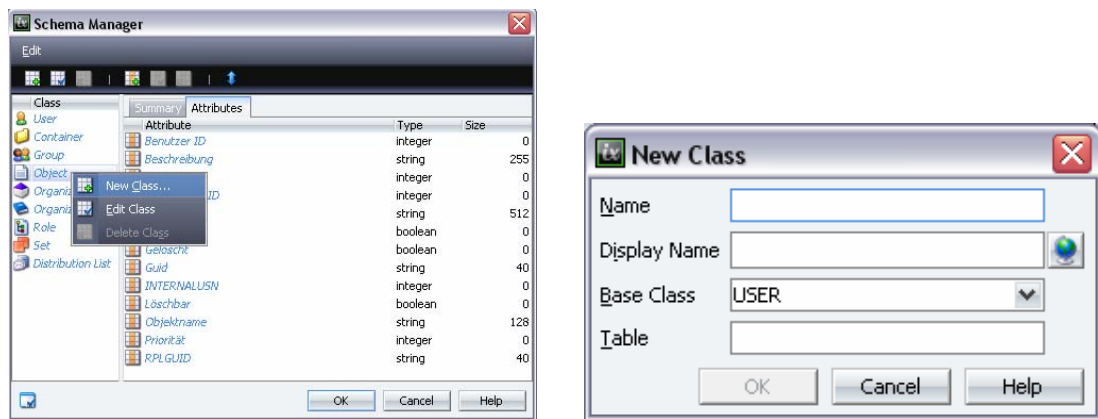 Schema Manager
Edit
Class
User
Container
Group
Object
Organiz
Organiz
Role
Set
Distribution List
New Class...
Edit Class
Delete Class
Summary Attributes
Attribute Type Size
Benutzer ID integer 0
Beschreibung string 255
integer 0
ID integer 0
string 512
boolean 0
Gelöscht boolean 0
Guid string 40
INTERNALUSN integer 0
Löschbar boolean 0
Objektname string 128
Priorität integer 0
RPLGUID string 40
OK Cancel Help
New Class
Name
Display Name
Base Class USER
Table
OK Cancel Help